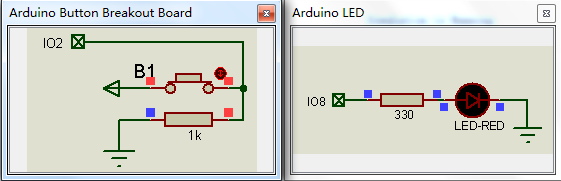 Arduino Button Breakout Board
IO2
B1
1k
Arduino LED
IO8
330
LED-RED